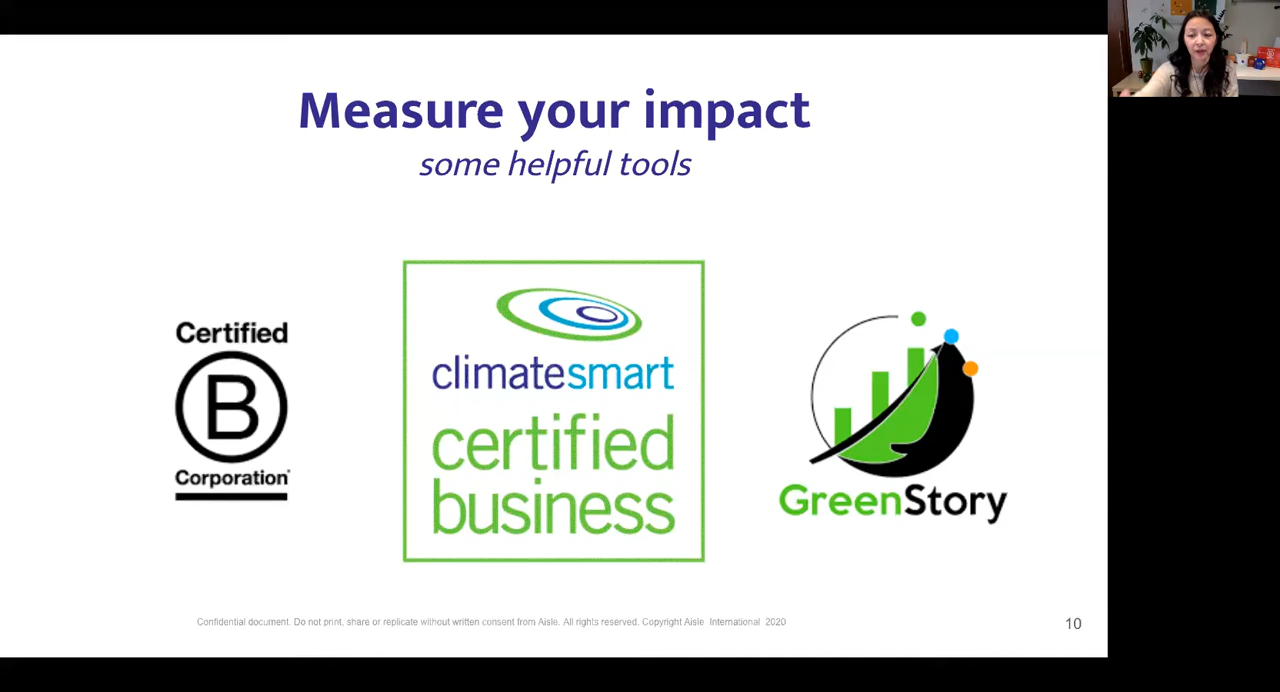 Measure your impact
some helpful tools
Certified
B
Corporation
climatesmart
certified
business
GreenStory
Confidential document. Do not print, share or replicate without written consent from Aisle. All rights reserved. Copyright Aisle International 2020
10